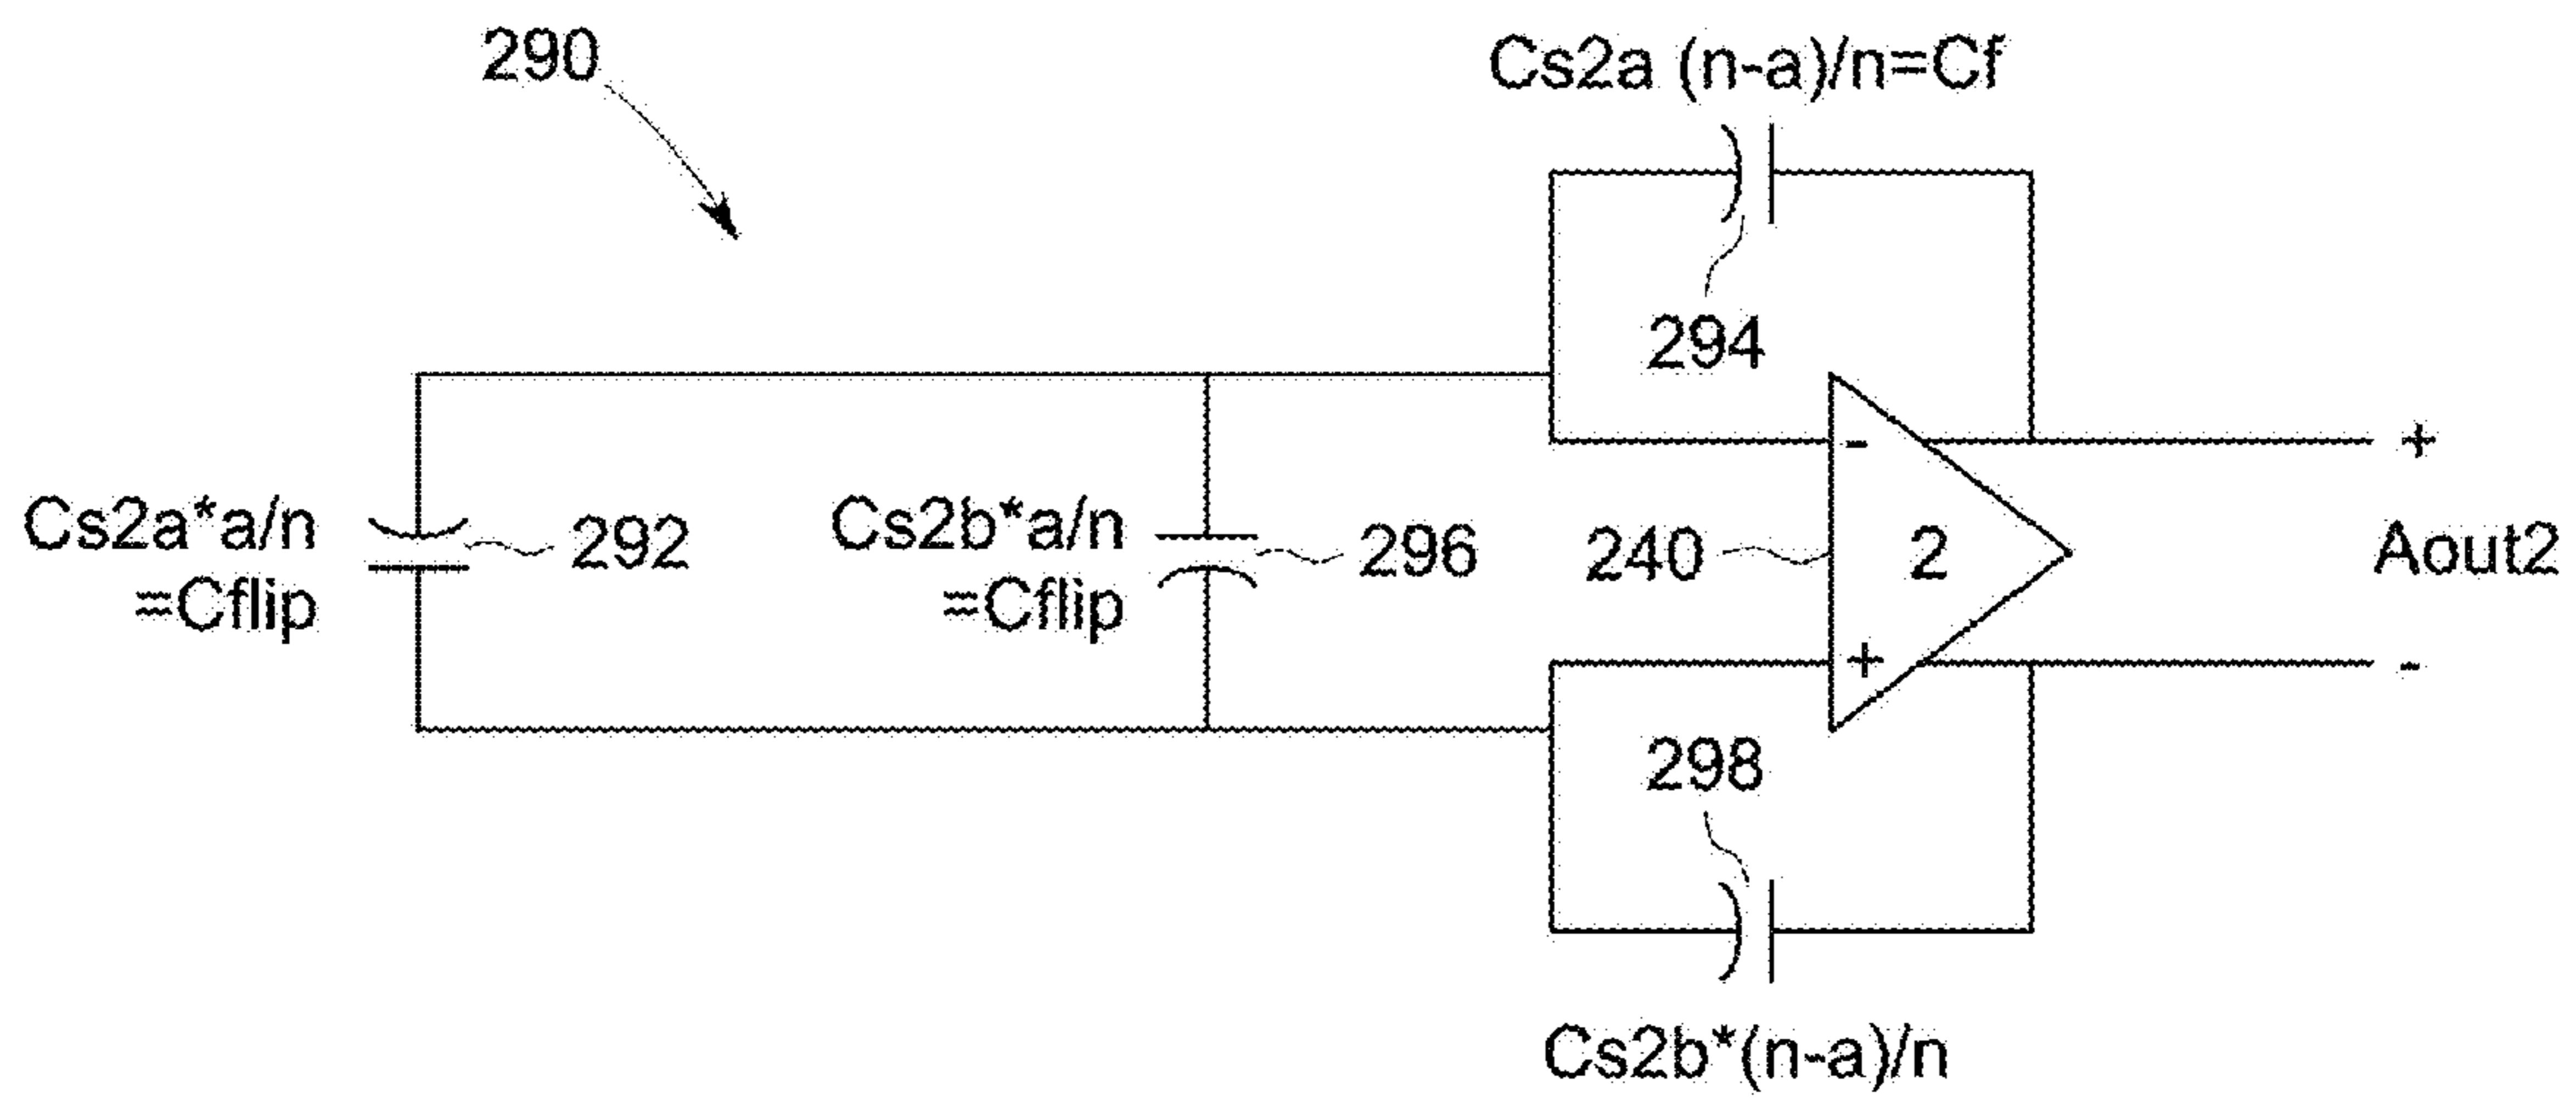 290
Cs2a (n-a)/n=Cf
294
Cs2a*a/n
=Cflip
292
Cs2b*a/n
=Cflip
296
240
-
2
+
+
Aout2
-
298
Cs2b*(n-a)/n